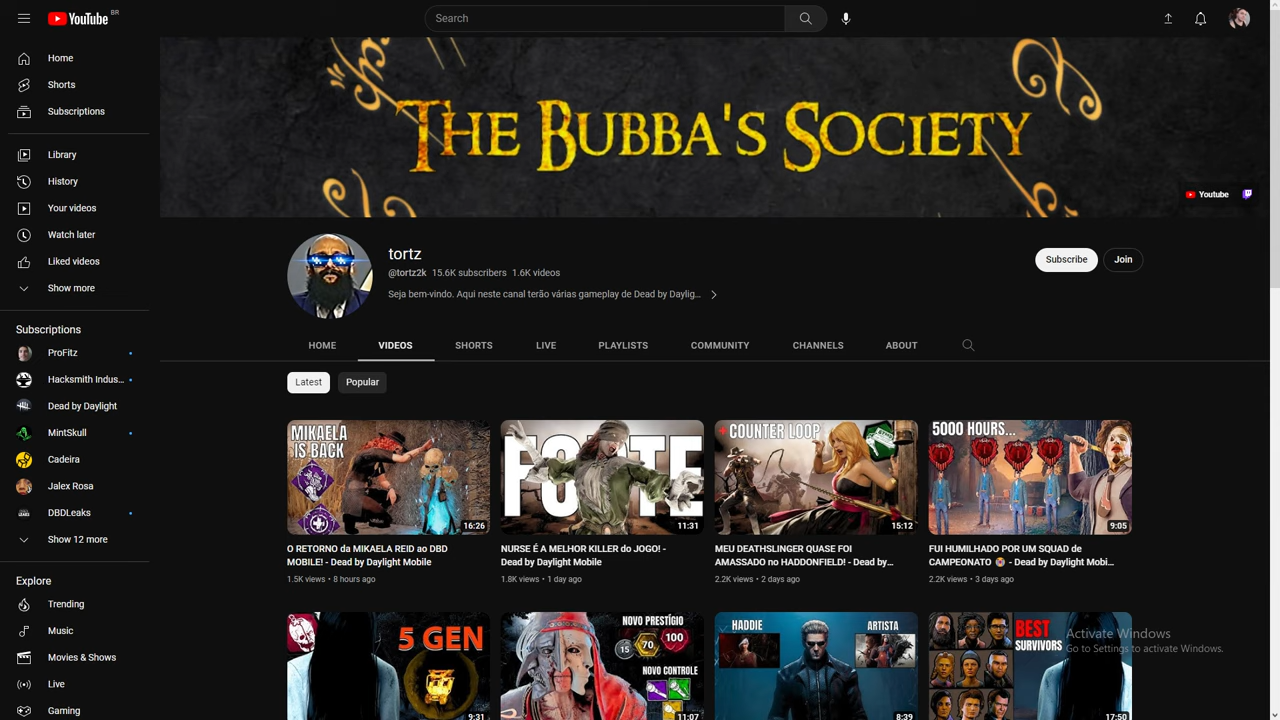 YouTube BR
Search
Home
Shorts
Subscriptions
Library
History
Your videos
Watch later
Liked videos
Show more
Subscriptions
ProFitz
Hacksmith Indus...
Dead by Daylight
MintSkull
Cadeira
Jalex Rosa
DBDLeaks
Show 12 more
Explore
Trending
Music
Movies & Shows
Live
Gaming
THE BUBBA'S SOCIETY
Youtube
tortz
@tortz2k 15.6K subscribers 1.6K videos
Seja bem-vindo. Aqui neste canal terão várias gameplay de Dead by Daylig...
Subscribe
Join
HOME
VIDEOS
SHORTS
LIVE
PLAYLISTS
COMMUNITY
CHANNELS
ABOUT
Latest
Popular
MIKAELA
IS BACK
16:26
O RETORNO da MIKAELA REID ao DBD
MOBILE! - Dead by Daylight Mobile
1.5K views • 8 hours ago
FORTE
11:31
NURSE É A MELHOR KILLER do JOGO! -
Dead by Daylight Mobile
1.8K views • 1 day ago
+ COUNTER LOOP
15:12
MEU DEATHSLINGER QUASE FOI
AMASSADO no HADDONFIELD! - Dead by...
2.2K views • 2 days ago
5000 HOURS...
9:05
FUI HUMILHADO POR UM SQUAD de
CAMPEONATO - Dead by Daylight Mobi...
2.2K views • 3 days ago
5 GEN
9:31
NOVO PRESTÍGIO
15 70 100
NOVO CONTROLE
11:07
HADDIE
ARTISTA
8:39
BEST
SURVIVORS
17:50
Activate Windows
Go to Settings to activate Windows.